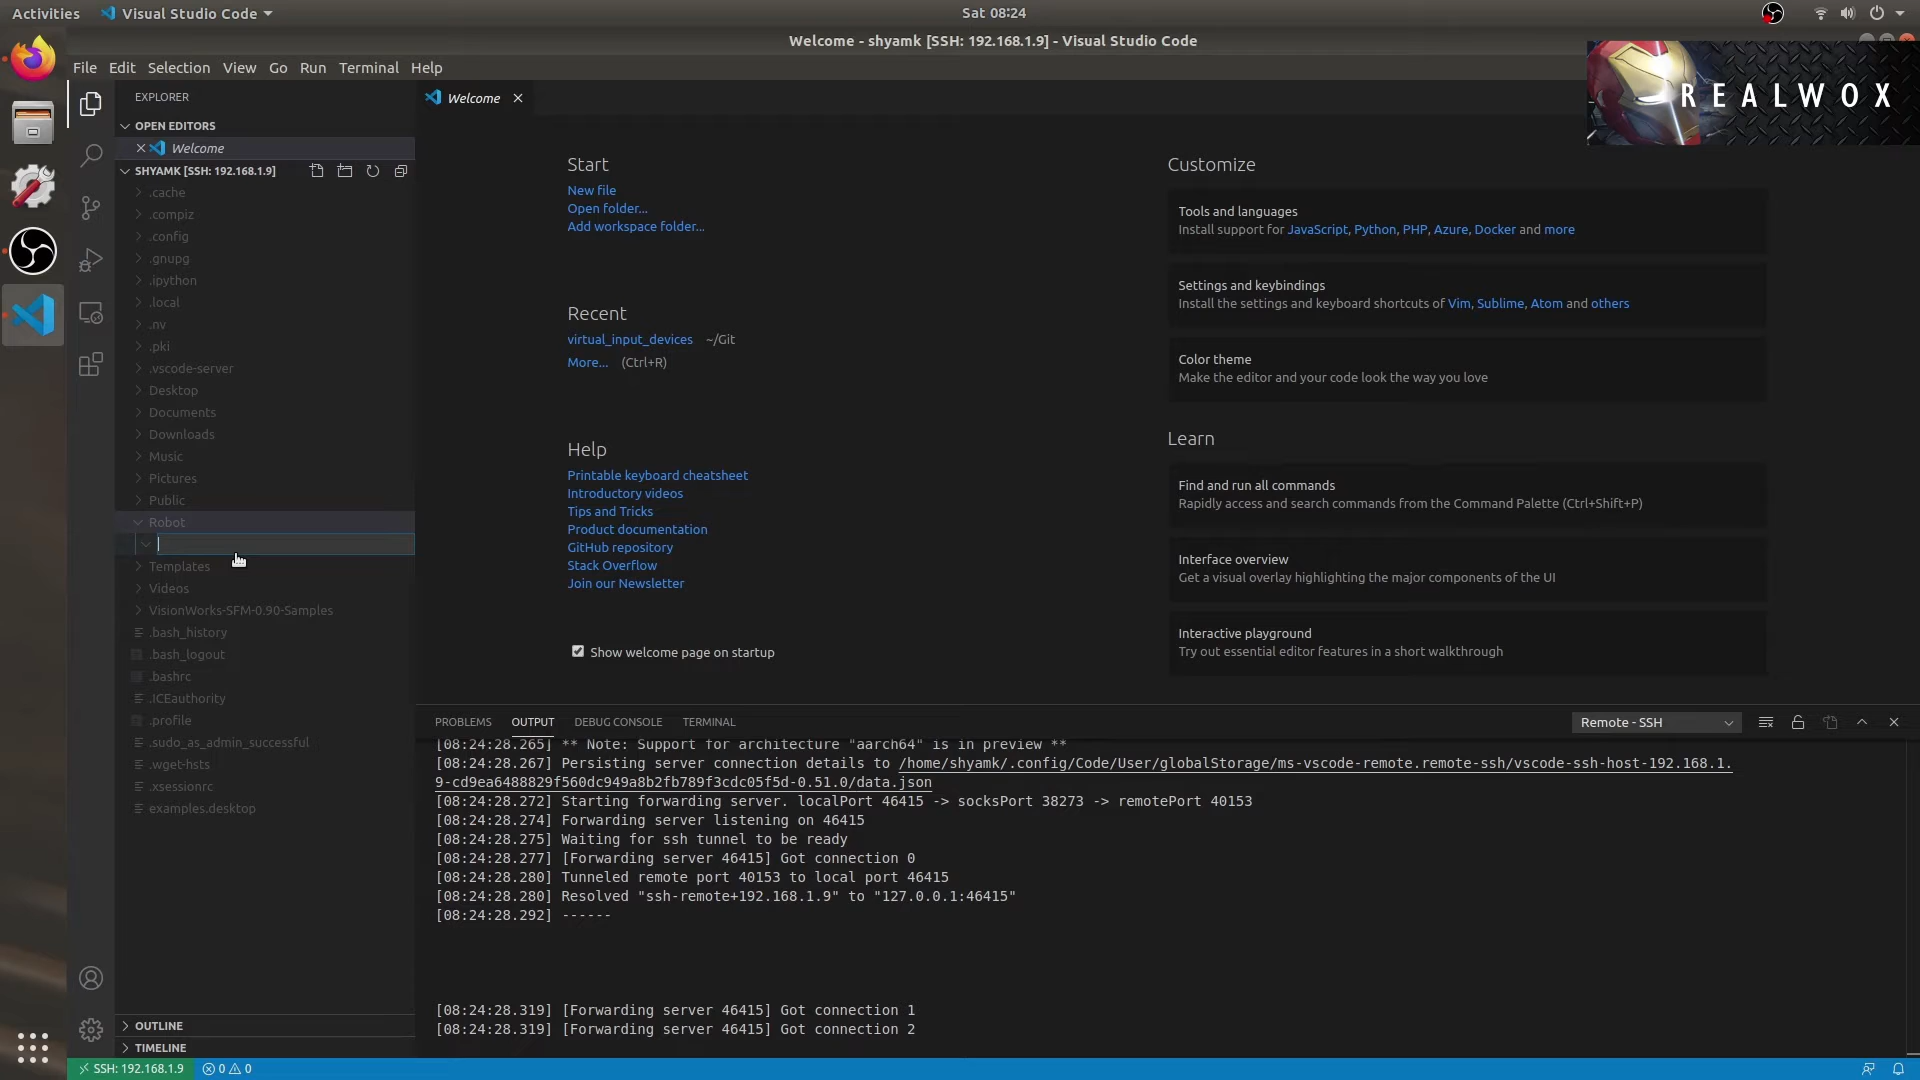 Activities
Visual Studio Code
Sat 08:24
Welcome - shyamk [SSH: 192.168.1.9] - Visual Studio Code
File Edit Selection View Go Run Terminal Help
REALWOX
EXPLORER
OPEN EDITORS
Welcome
SHYAMK [SSH: 192.168.1.9]
.cache
.compiz
.config
.gnupg
.ipython
.local
.nv
.pki
.vscode-server
Desktop
Documents
Downloads
Music
Pictures
Public
Robot
Templates
Videos
VisionWorks-SFM-0.90-Samples
.bash_history
.bash_logout
.bashrc
.ICEauthority
.profile
.sudo_as_admin_successful
.wget-hsts
.xsessionrc
examples.desktop
OUTLINE
TIMELINE
Welcome
Start
New file
Open folder...
Add workspace folder...
Recent
virtual_input_devices ~/Git
More... (Ctrl+R)
Help
Printable keyboard cheatsheet
Introductory videos
Tips and Tricks
Product documentation
GitHub repository
Stack Overflow
Join our Newsletter
Show welcome page on startup
Customize
Tools and languages
Install support for JavaScript, Python, PHP, Azure, Docker and more
Settings and keybindings
Install the settings and keyboard shortcuts of Vim, Sublime, Atom and others
Color theme
Make the editor and your code look the way you love
Learn
Find and run all commands
Rapidly access and search commands from the Command Palette (Ctrl+Shift+P)
Interface overview
Get a visual overlay highlighting the major components of the UI
Interactive playground
Try out essential editor features in a short walkthrough
PROBLEMS OUTPUT DEBUG CONSOLE TERMINAL
Remote - SSH
[08:24:28.265] ** Note: Support for architecture "aarch64" is in preview **
[08:24:28.267] Persisting server connection details to /home/shyamk/.config/Code/User/globalStorage/ms-vscode-remote.remote-ssh/vscode-ssh-host-192.168.1.
9-cd9ea6488829f560dc949a8b2fb789f3cdc05f5d-0.51.0/data.json
[08:24:28.272] Starting forwarding server. localPort 46415 -> socksPort 38273 -> remotePort 40153
[08:24:28.274] Forwarding server listening on 46415
[08:24:28.275] Waiting for ssh tunnel to be ready
[08:24:28.277] [Forwarding server 46415] Got connection 0
[08:24:28.280] Tunneled remote port 40153 to local port 46415
[08:24:28.280] Resolved "ssh-remote+192.168.1.9" to "127.0.0.1:46415"
[08:24:28.292] ------
[08:24:28.319] [Forwarding server 46415] Got connection 1
[08:24:28.319] [Forwarding server 46415] Got connection 2
SSH: 192.168.1.9
0 0